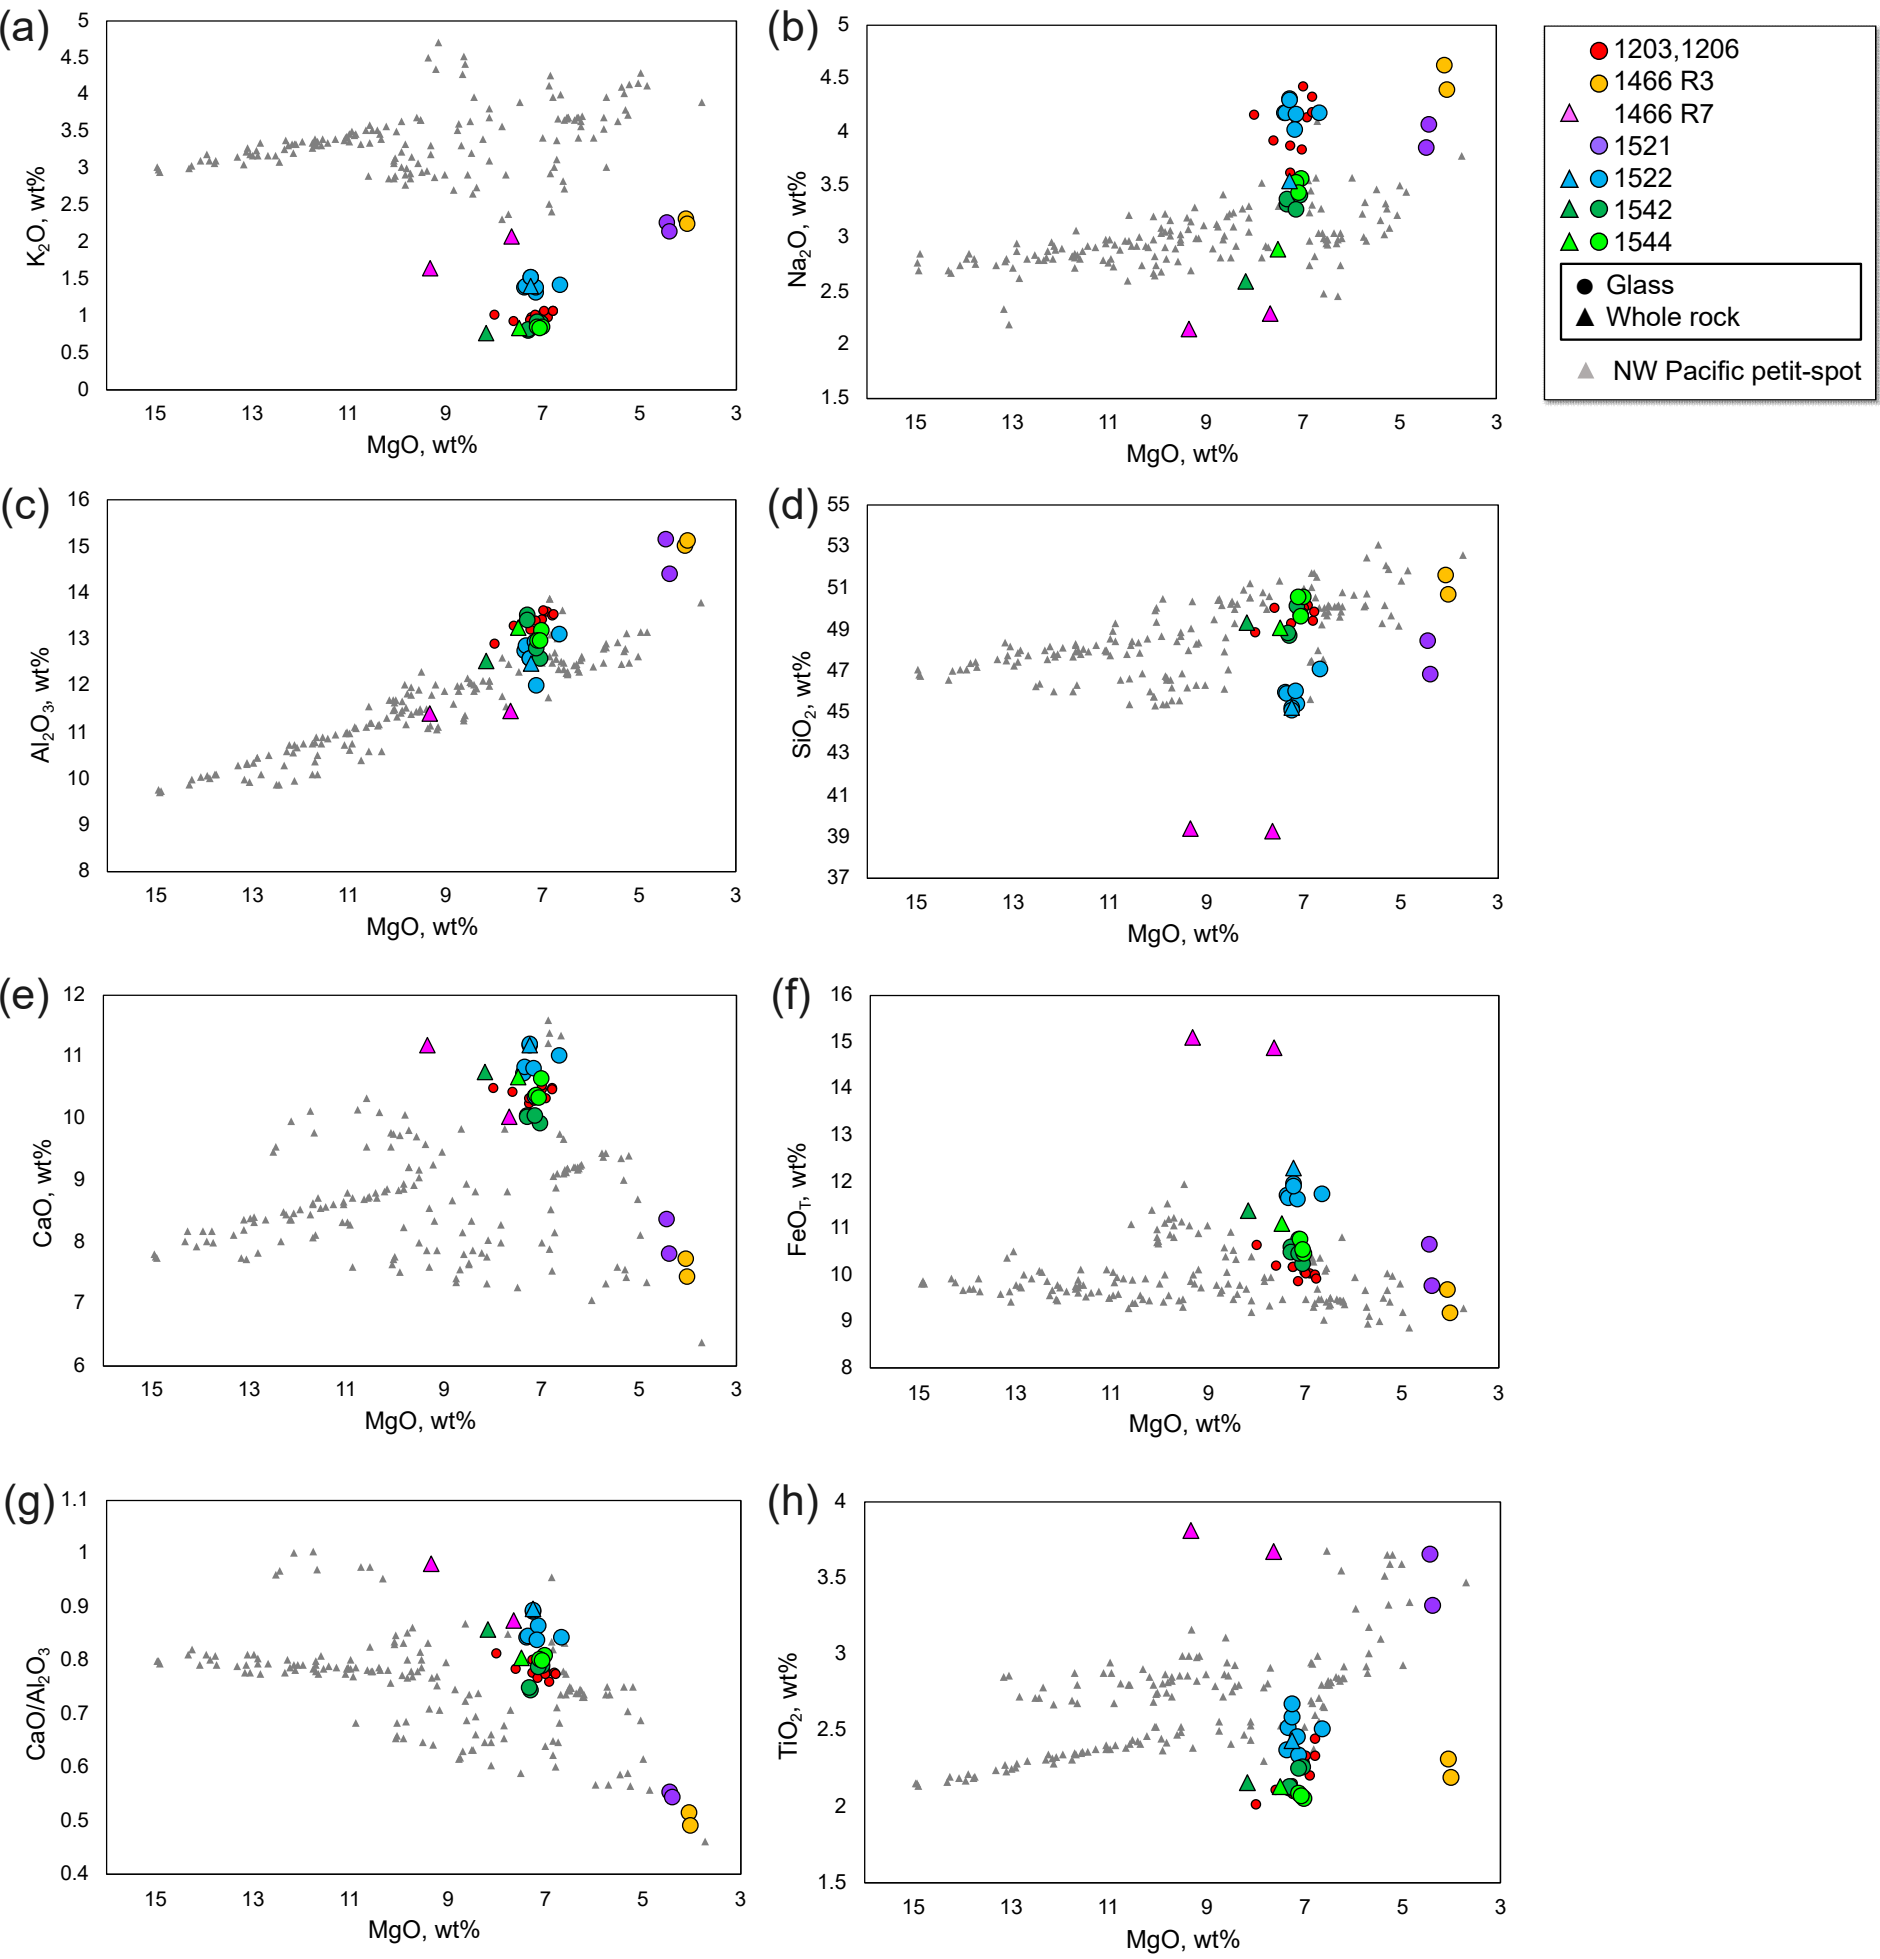 (a)
5
4.5
4
3.5
3
2.5
2
1.5
1
0.5
0
K2O, wt%
15 13 11 9 7 5 3
MgO, wt%
(b)
5
4.5
4
3.5
3
2.5
2
1.5
Na2O, wt%
15 13 11 9 7 5 3
MgO, wt%
1203,1206
1466 R3
1466 R7
1521
1522
1542
1544
Glass
Whole rock
NW Pacific petit-spot
(c)
16
15
14
13
12
11
10
9
8
Al2O3, wt%
15 13 11 9 7 5 3
MgO, wt%
(d)
55
53
51
49
47
45
43
41
39
37
SiO2, wt%
15 13 11 9 7 5 3
MgO, wt%
(e)
12
11
10
9
8
7
6
CaO, wt%
15 13 11 9 7 5 3
MgO, wt%
(f)
16
15
14
13
12
11
10
9
8
FeOT, wt%
15 13 11 9 7 5 3
MgO, wt%
(g)
1.1
1
0.9
0.8
0.7
0.6
0.5
0.4
CaO/Al2O3
15 13 11 9 7 5 3
MgO, wt%
(h)
4
3.5
3
2.5
2
1.5
TiO2, wt%
15 13 11 9 7 5 3
MgO, wt%